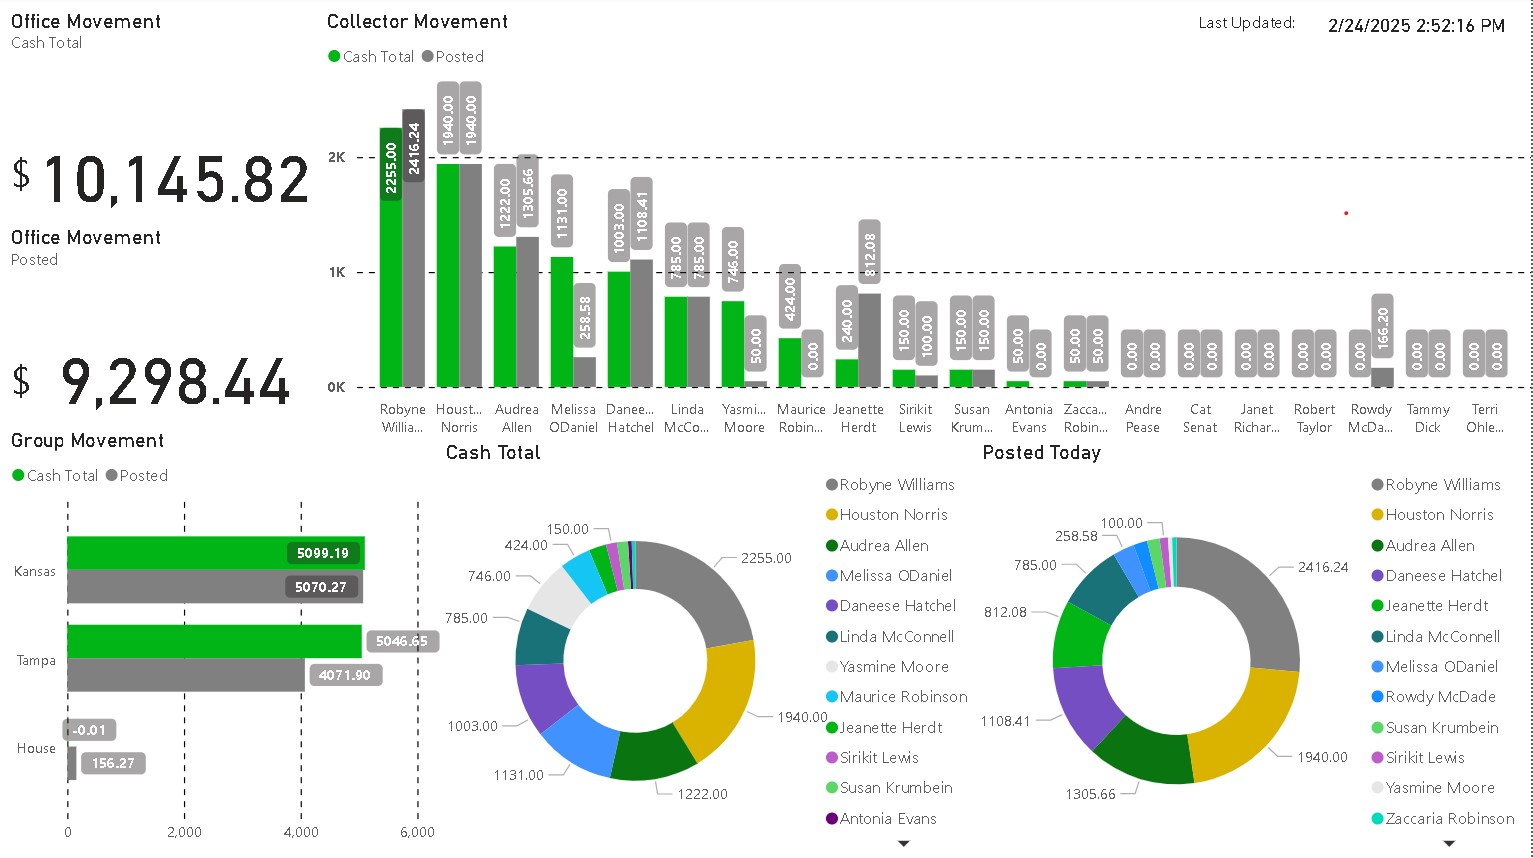 Office Movement
Cash Total
$ 10,145.82
Office Movement
Posted
$ 9,298.44
Collector Movement
Cash Total Posted
Last Updated: 2/24/2025 2:52:16 PM
2K
1K
0K
2255.00 2416.24
1940.00 1940.00
1222.00 1305.66
1131.00 258.58
1003.00 1108.41
785.00 785.00
746.00 50.00
424.00 0.00
240.00 812.08
150.00 100.00
150.00 150.00
50.00 0.00
50.00 50.00
0.00 0.00
0.00 0.00
0.00 0.00
0.00 0.00
0.00 166.20
0.00 0.00
0.00 0.00
Robyne Willia...
Houst... Norris
Audrea Allen
Melissa ODaniel
Danee... Hatchel
Linda McCo...
Yasmi... Moore
Maurice Robin...
Jeanette Herdt
Sirikit Lewis
Susan Krum...
Antonia Evans
Zacca... Robin...
Andre Pease
Cat Senat
Janet Richar...
Robert Taylor
Rowdy McDa...
Tammy Dick
Terri Ohle...
Group Movement
Cash Total Posted
Kansas
5099.19
5070.27
Tampa
5046.65
4071.90
House
-0.01
156.27
0 2,000 4,000 6,000
Cash Total
150.00
424.00
746.00
785.00
1003.00
1131.00
1222.00
1940.00
2255.00
Robyne Williams
Houston Norris
Audrea Allen
Melissa ODaniel
Daneese Hatchel
Linda McConnell
Yasmine Moore
Maurice Robinson
Jeanette Herdt
Sirikit Lewis
Susan Krumbein
Antonia Evans
Posted Today
100.00
258.58
785.00
812.08
1108.41
1305.66
1940.00
2416.24
Robyne Williams
Houston Norris
Audrea Allen
Daneese Hatchel
Jeanette Herdt
Linda McConnell
Melissa ODaniel
Rowdy McDade
Susan Krumbein
Sirikit Lewis
Yasmine Moore
Zaccaria Robinson